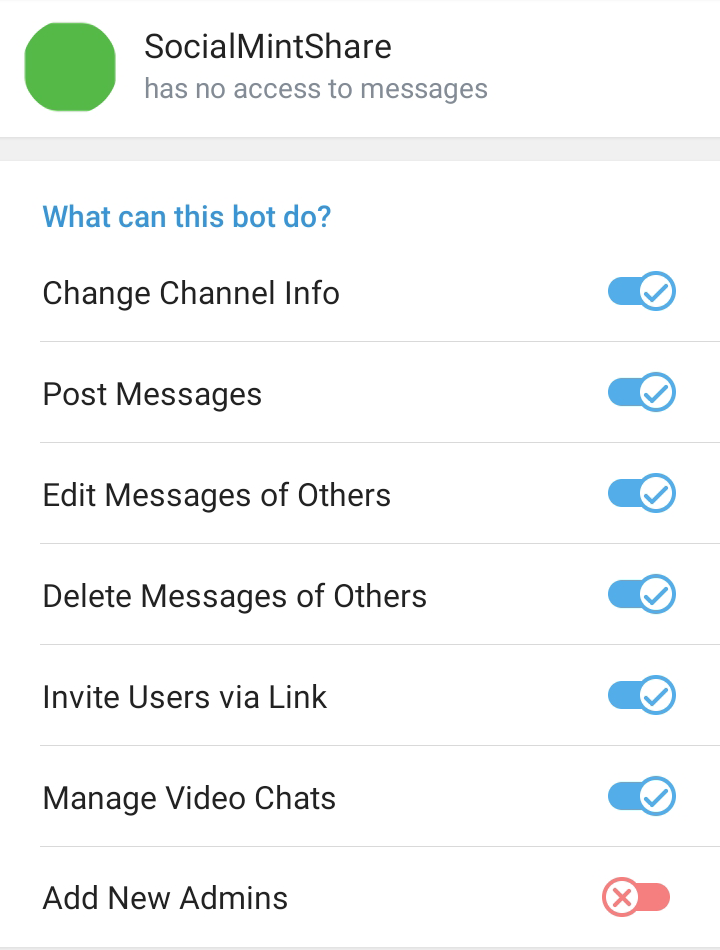 SocialMintShare
has no access to messages
What can this bot do?
Change Channel Info
Post Messages
Edit Messages of Others
Delete Messages of Others
Invite Users via Link
Manage Video Chats
Add New Admins